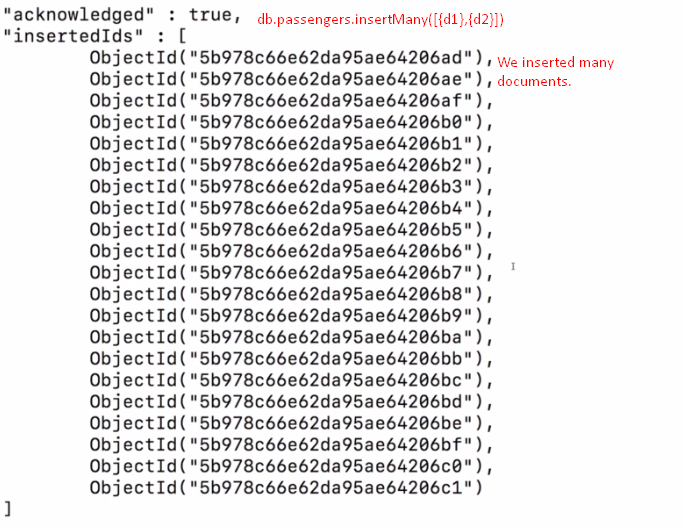 "acknowledged" : true, db.passengers.insertMany([{d1},{d2}])
"insertedIds" : [
ObjectId("5b978c66e62da95ae64206ad"), We inserted many
ObjectId("5b978c66e62da95ae64206ae"), documents.
ObjectId("5b978c66e62da95ae64206af"),
ObjectId("5b978c66e62da95ae64206b0"),
ObjectId("5b978c66e62da95ae64206b1"),
ObjectId("5b978c66e62da95ae64206b2"),
ObjectId("5b978c66e62da95ae64206b3"),
ObjectId("5b978c66e62da95ae64206b4"),
ObjectId("5b978c66e62da95ae64206b5"),
ObjectId("5b978c66e62da95ae64206b6"),
ObjectId("5b978c66e62da95ae64206b7"),
ObjectId("5b978c66e62da95ae64206b8"),
ObjectId("5b978c66e62da95ae64206b9"),
ObjectId("5b978c66e62da95ae64206ba"),
ObjectId("5b978c66e62da95ae64206bb"),
ObjectId("5b978c66e62da95ae64206bc"),
ObjectId("5b978c66e62da95ae64206bd"),
ObjectId("5b978c66e62da95ae64206be"),
ObjectId("5b978c66e62da95ae64206bf"),
ObjectId("5b978c66e62da95ae64206c0"),
ObjectId("5b978c66e62da95ae64206c1")
]